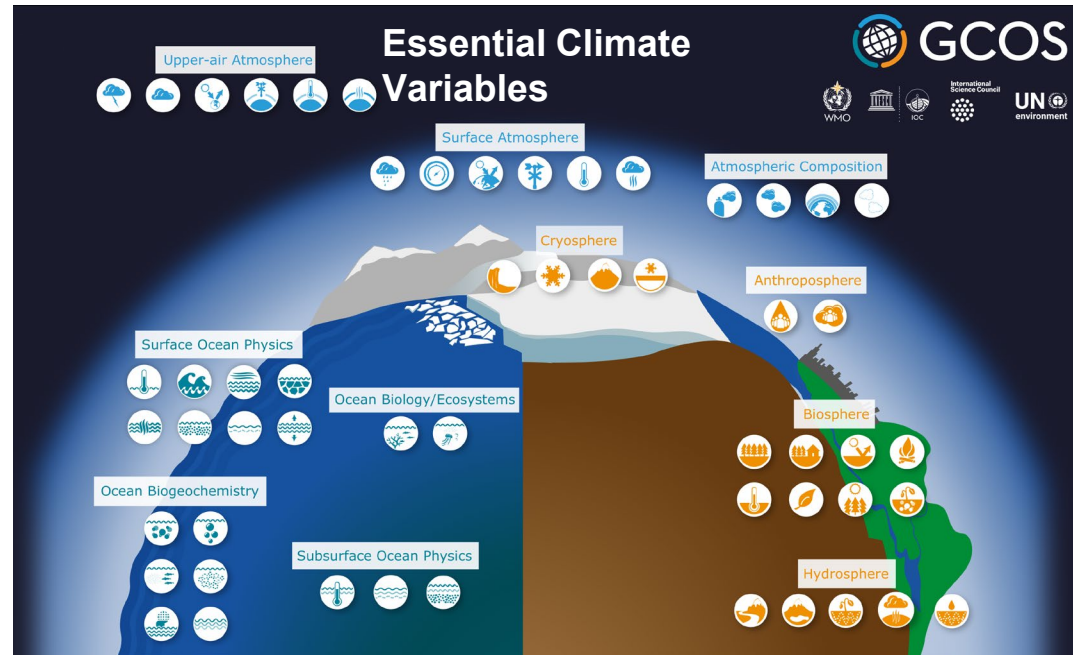 Essential Climate
Variables
GCOS
WMO
IOC
International
Science Council
UN
environment
Upper-air Atmosphere
Surface Atmosphere
Atmospheric Composition
Cryosphere
Anthroposphere
Surface Ocean Physics
Ocean Biology/Ecosystems
Biosphere
Ocean Biogeochemistry
Subsurface Ocean Physics
Hydrosphere